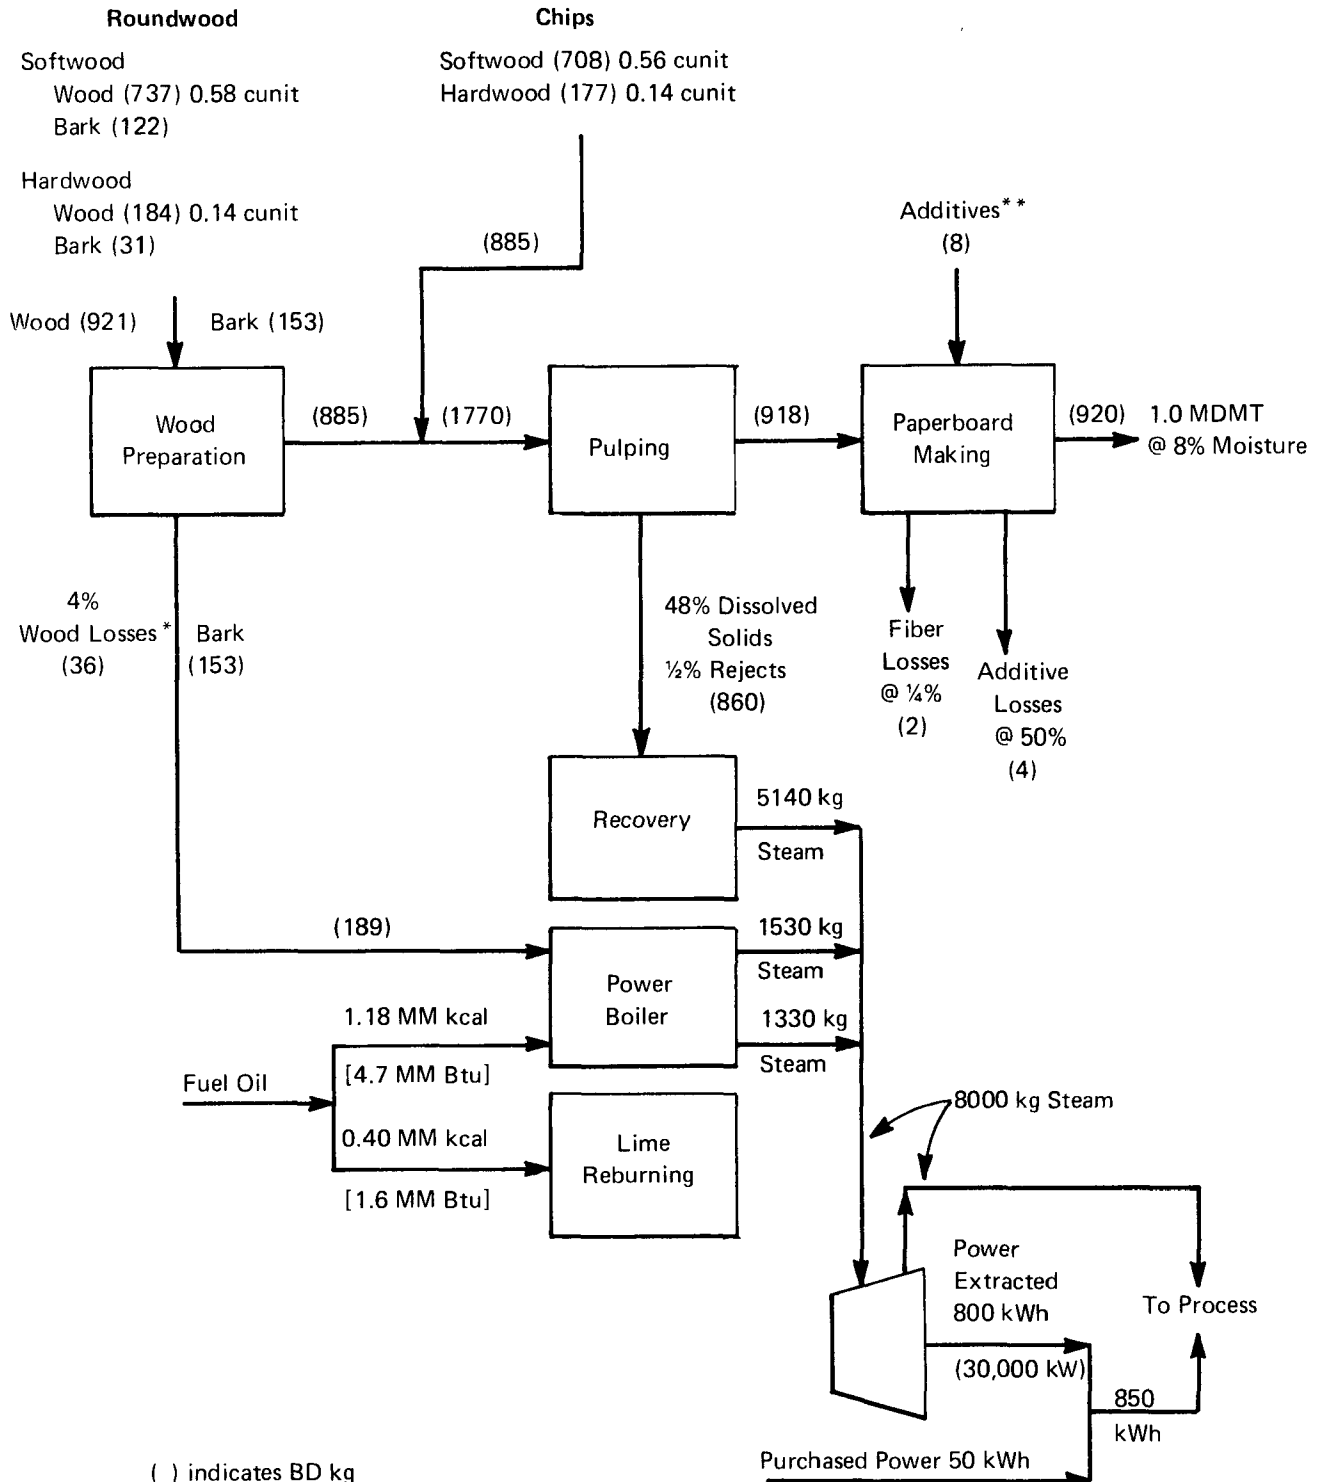 Roundwood
Chips
Softwood
Wood (737) 0.58 cunit
Bark (122)
Softwood (708) 0.56 cunit
Hardwood (177) 0.14 cunit
Hardwood
Wood (184) 0.14 cunit
Bark (31)
(885)
Additives**
(8)
Wood (921)
Bark (153)
Wood
Preparation
(885)
(1770)
Pulping
(918)
Paperboard
Making
(920)
1.0 MDMT
@ 8% Moisture
4%
Wood Losses*
(36)
Bark
(153)
48% Dissolved
Solids
½% Rejects
(860)
Fiber
Losses
@ ¼%
(2)
Additive
Losses
@ 50%
(4)
Recovery
5140 kg
Steam
(189)
Power
Boiler
1530 kg
Steam
1330 kg
Steam
Fuel Oil
1.18 MM kcal
[4.7 MM Btu]
0.40 MM kcal
[1.6 MM Btu]
Lime
Reburning
8000 kg Steam
Power
Extracted
800 kWh
(30,000 kW)
To Process
850
kWh
Purchased Power 50 kWh
( ) indicates BD kg